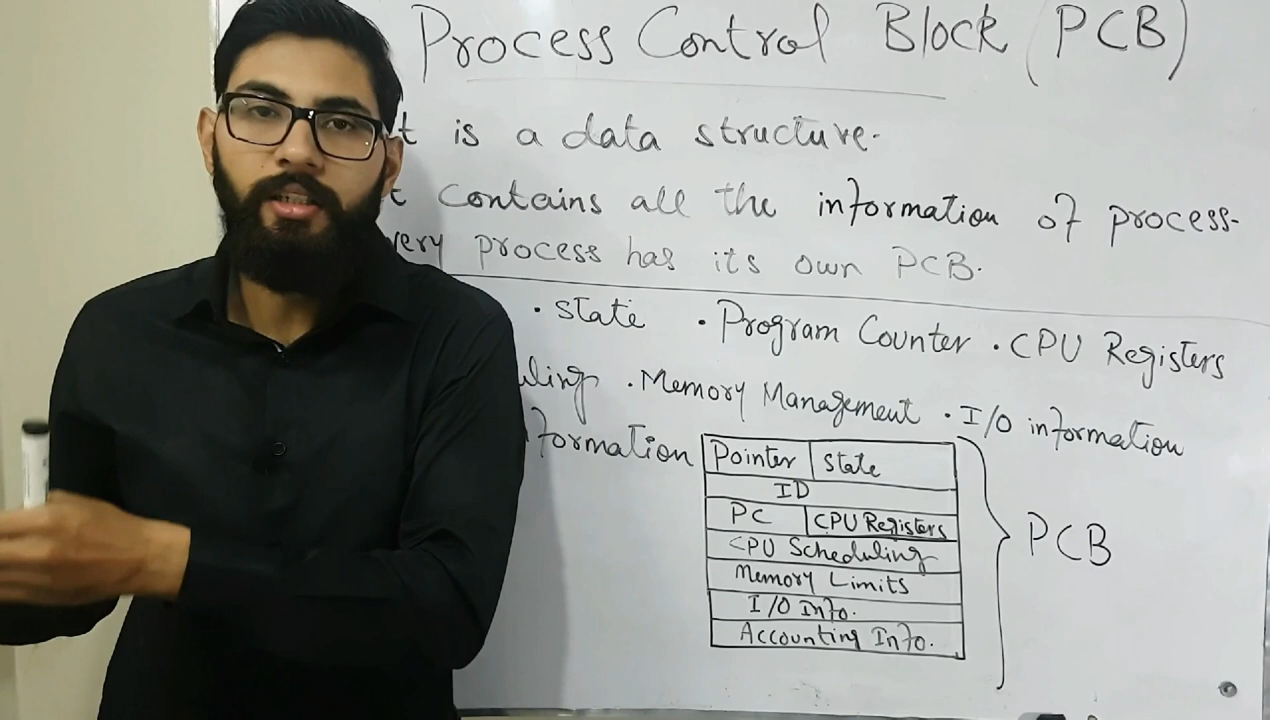 Process Control Block (PCB)
t is a data structure.
t contains all the information of process.
very process has its own PCB.
• State • Program Counter • CPU Registers
uling • Memory Management • I/O information
formation
Pointer State
ID
PC CPU Registers
CPU Scheduling
Memory Limits
I/O Info.
Accounting Info.
PCB